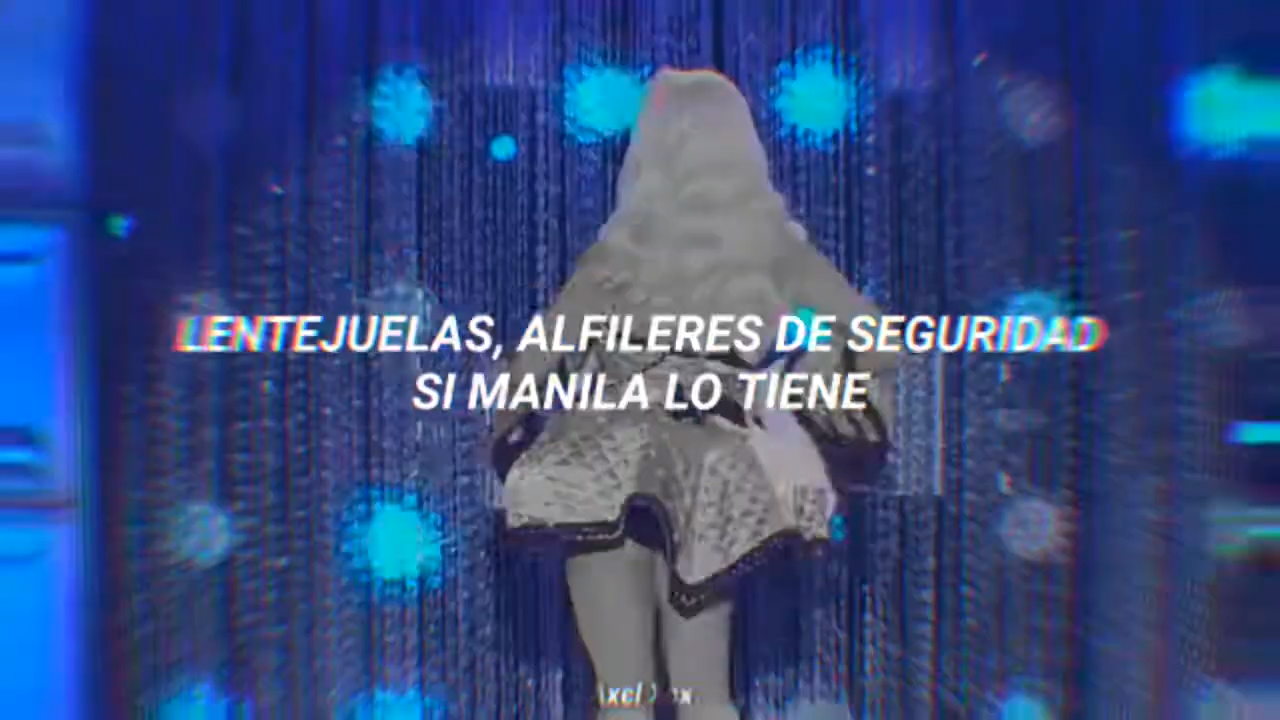 LENTEJUELAS, ALFILERES DE SEGURIDAD
SI MANILA LO TIENE